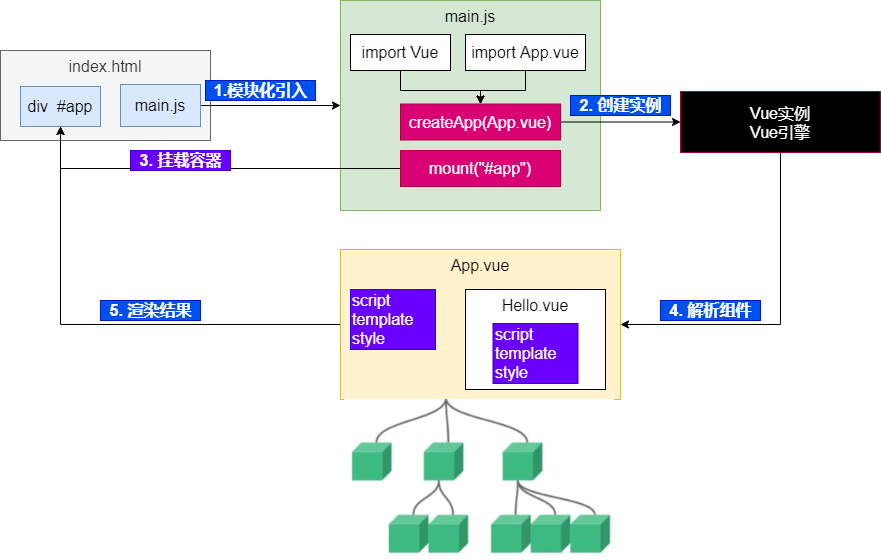 main.js
import Vue
import App.vue
index.html
div #app
main.js
1.模块化引入
createApp(App.vue)
2. 创建实例
Vue实例
Vue引擎
3. 挂载容器
mount("#app")
App.vue
script
template
style
Hello.vue
script
template
style
5. 渲染结果
4. 解析组件